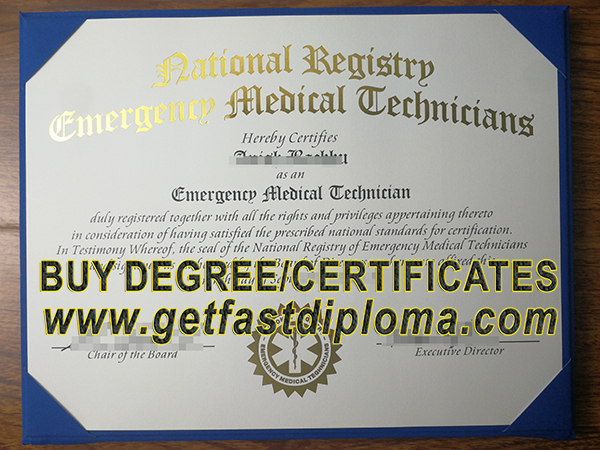 National Registry
Emergency Medical Technicians
Hereby Certifies
as an
Emergency Medical Technician
duly registered together with all the rights and privileges appertaining thereto
in consideration of having satisfied the prescribed national standards for certification.
In Testimony Whereof, the seal of the National Registry of Emergency Medical Technicians
BUY DEGREE/CERTIFICATES
www.getfastdiploma.com
Chair of the Board
EMERGENCY MEDICAL TECHNICIANS
Executive Director